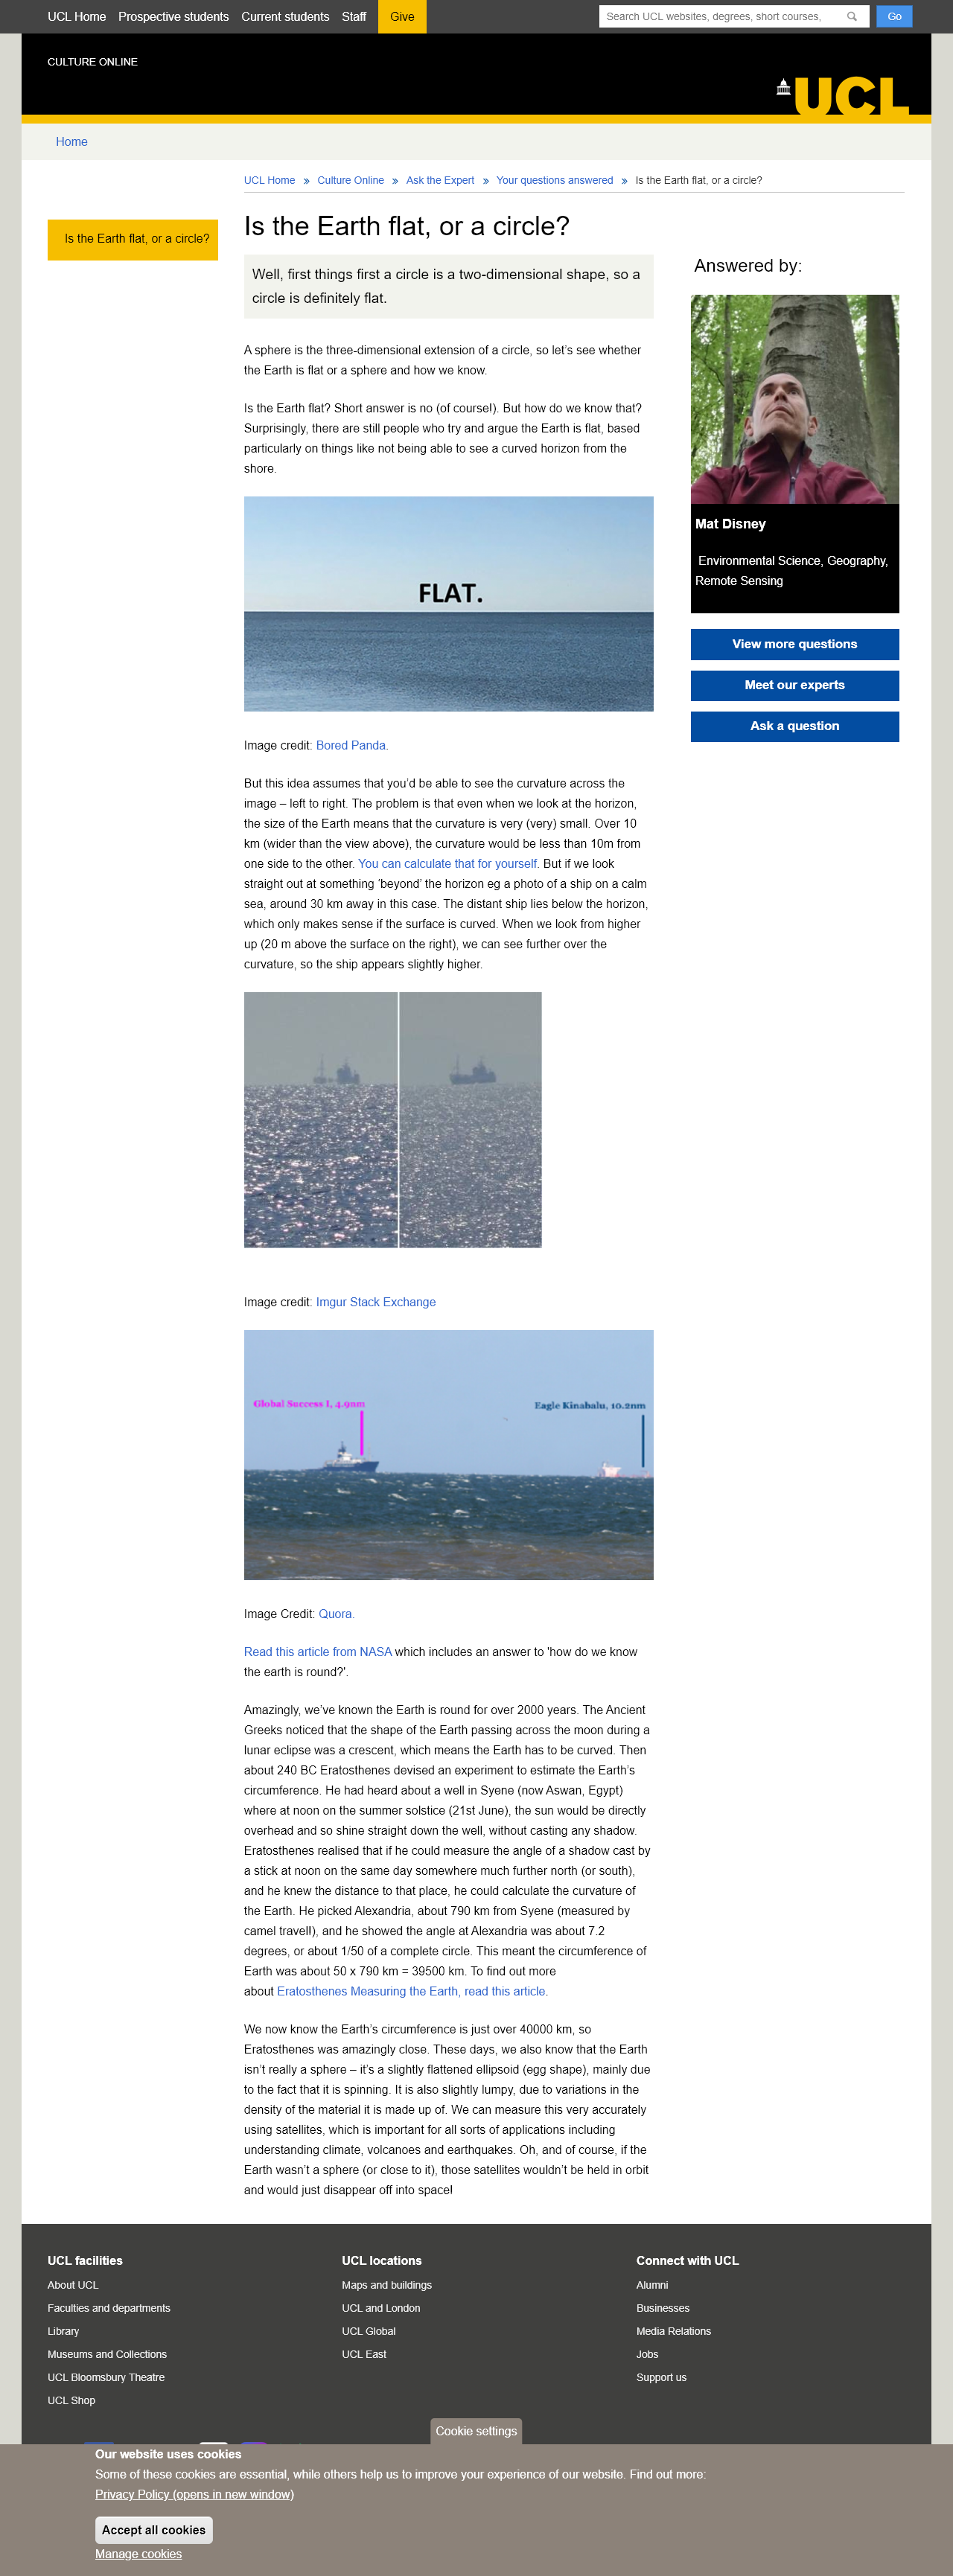 UCL Home Prospective students Current students Staff Give
Search UCL websites, degrees, short courses, Go
CULTURE ONLINE
UCL
Home
UCL Home » Culture Online » Ask the Expert » Your questions answered » Is the Earth flat, or a circle?
Is the Earth flat, or a circle?
Is the Earth flat, or a circle?
Well, first things first a circle is a two-dimensional shape, so a
circle is definitely flat.
A sphere is the three-dimensional extension of a circle, so let’s see whether
the Earth is flat or a sphere and how we know.
Is the Earth flat? Short answer is no (of course!). But how do we know that?
Surprisingly, there are still people who try and argue the Earth is flat, based
particularly on things like not being able to see a curved horizon from the
shore.
FLAT.
Image credit: Bored Panda.
But this idea assumes that you’d be able to see the curvature across the
image – left to right. The problem is that even when we look at the horizon,
the size of the Earth means that the curvature is very (very) small. Over 10
km (wider than the view above), the curvature would be less than 10m from
one side to the other. You can calculate that for yourself. But if we look
straight out at something ‘beyond’ the horizon eg a photo of a ship on a calm
sea, around 30 km away in this case. The distant ship lies below the horizon,
which only makes sense if the surface is curved. When we look from higher
up (20 m above the surface on the right), we can see further over the
curvature, so the ship appears slightly higher.
Image credit: Imgur Stack Exchange
Global Success I, 4.9nm
Eagle Kinabalu, 10.2nm
Image Credit: Quora.
Read this article from NASA which includes an answer to 'how do we know
the earth is round?'.
Amazingly, we’ve known the Earth is round for over 2000 years. The Ancient
Greeks noticed that the shape of the Earth passing across the moon during a
lunar eclipse was a crescent, which means the Earth has to be curved. Then
about 240 BC Eratosthenes devised an experiment to estimate the Earth’s
circumference. He had heard about a well in Syene (now Aswan, Egypt)
where at noon on the summer solstice (21st June), the sun would be directly
overhead and so shine straight down the well, without casting any shadow.
Eratosthenes realised that if he could measure the angle of a shadow cast by
a stick at noon on the same day somewhere much further north (or south),
and he knew the distance to that place, he could calculate the curvature of
the Earth. He picked Alexandria, about 790 km from Syene (measured by
camel travel!), and he showed the angle at Alexandria was about 7.2
degrees, or about 1/50 of a complete circle. This meant the circumference of
Earth was about 50 x 790 km = 39500 km. To find out more
about Eratosthenes Measuring the Earth, read this article.
We now know the Earth’s circumference is just over 40000 km, so
Eratosthenes was amazingly close. These days, we also know that the Earth
isn’t really a sphere – it’s a slightly flattened ellipsoid (egg shape), mainly due
to the fact that it is spinning. It is also slightly lumpy, due to variations in the
density of the material it is made up of. We can measure this very accurately
using satellites, which is important for all sorts of applications including
understanding climate, volcanoes and earthquakes. Oh, and of course, if the
Earth wasn’t a sphere (or close to it), those satellites wouldn’t be held in orbit
and would just disappear off into space!
Answered by:
Mat Disney
Environmental Science, Geography,
Remote Sensing
View more questions
Meet our experts
Ask a question
UCL facilities
About UCL
Faculties and departments
Library
Museums and Collections
UCL Bloomsbury Theatre
UCL Shop
UCL locations
Maps and buildings
UCL and London
UCL Global
UCL East
Connect with UCL
Alumni
Businesses
Media Relations
Jobs
Support us
Cookie settings
Our website uses cookies
Some of these cookies are essential, while others help us to improve your experience of our website. Find out more:
Privacy Policy (opens in new window)
Accept all cookies
Manage cookies